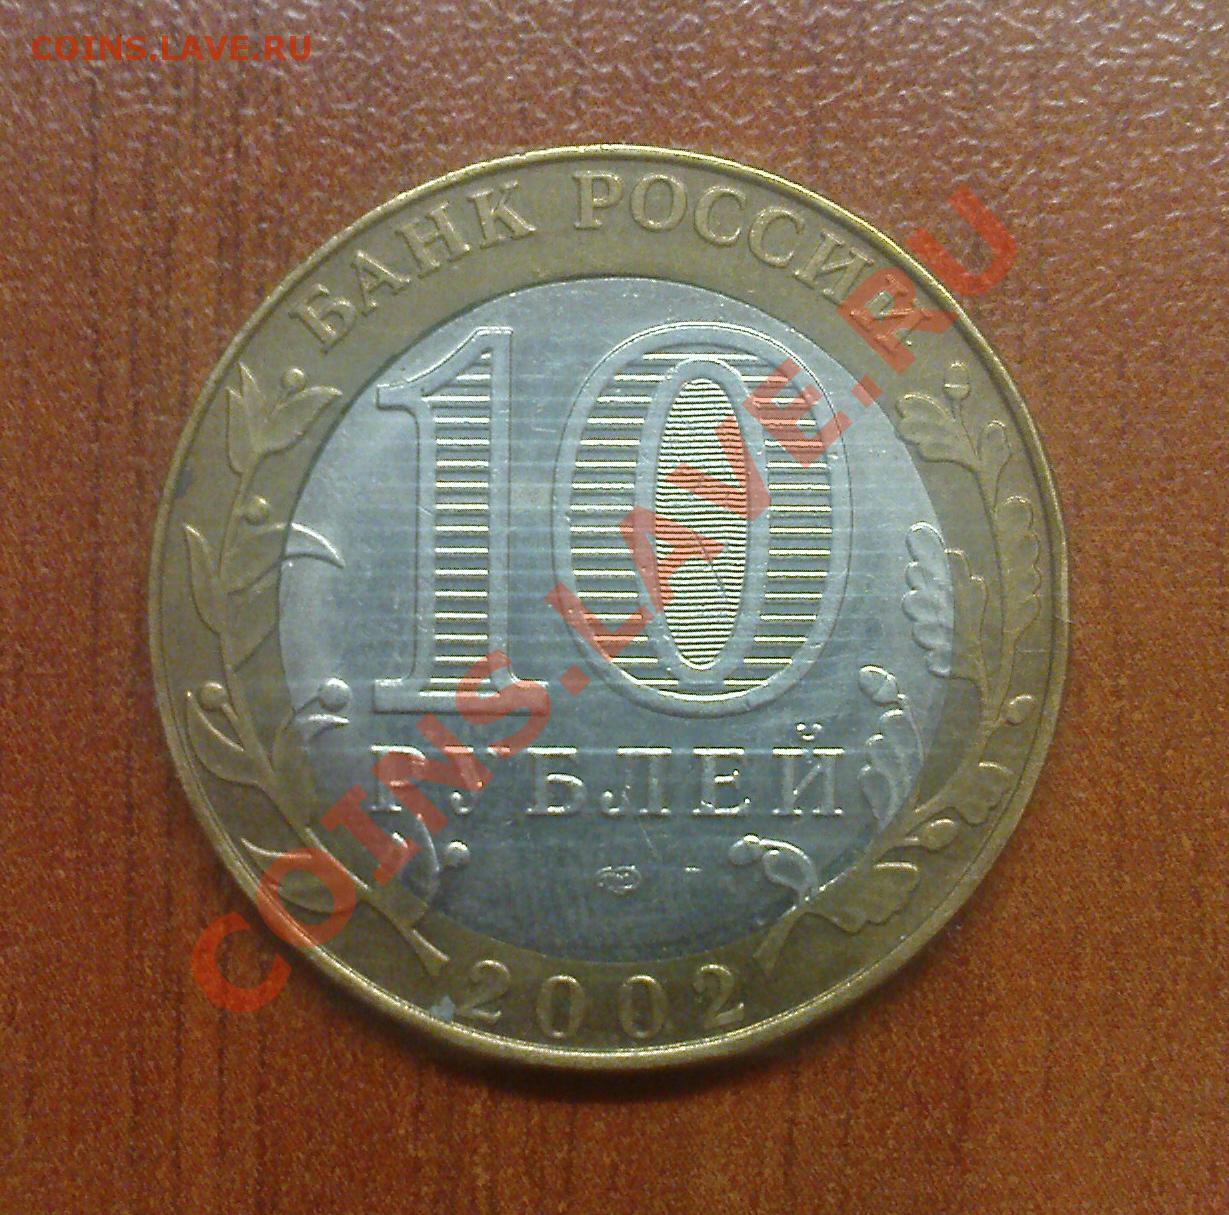 COINS.LAVE.RU
БАНК РОССИИ
10
РУБЛЕЙ
2002
COINS.LAVE.RU